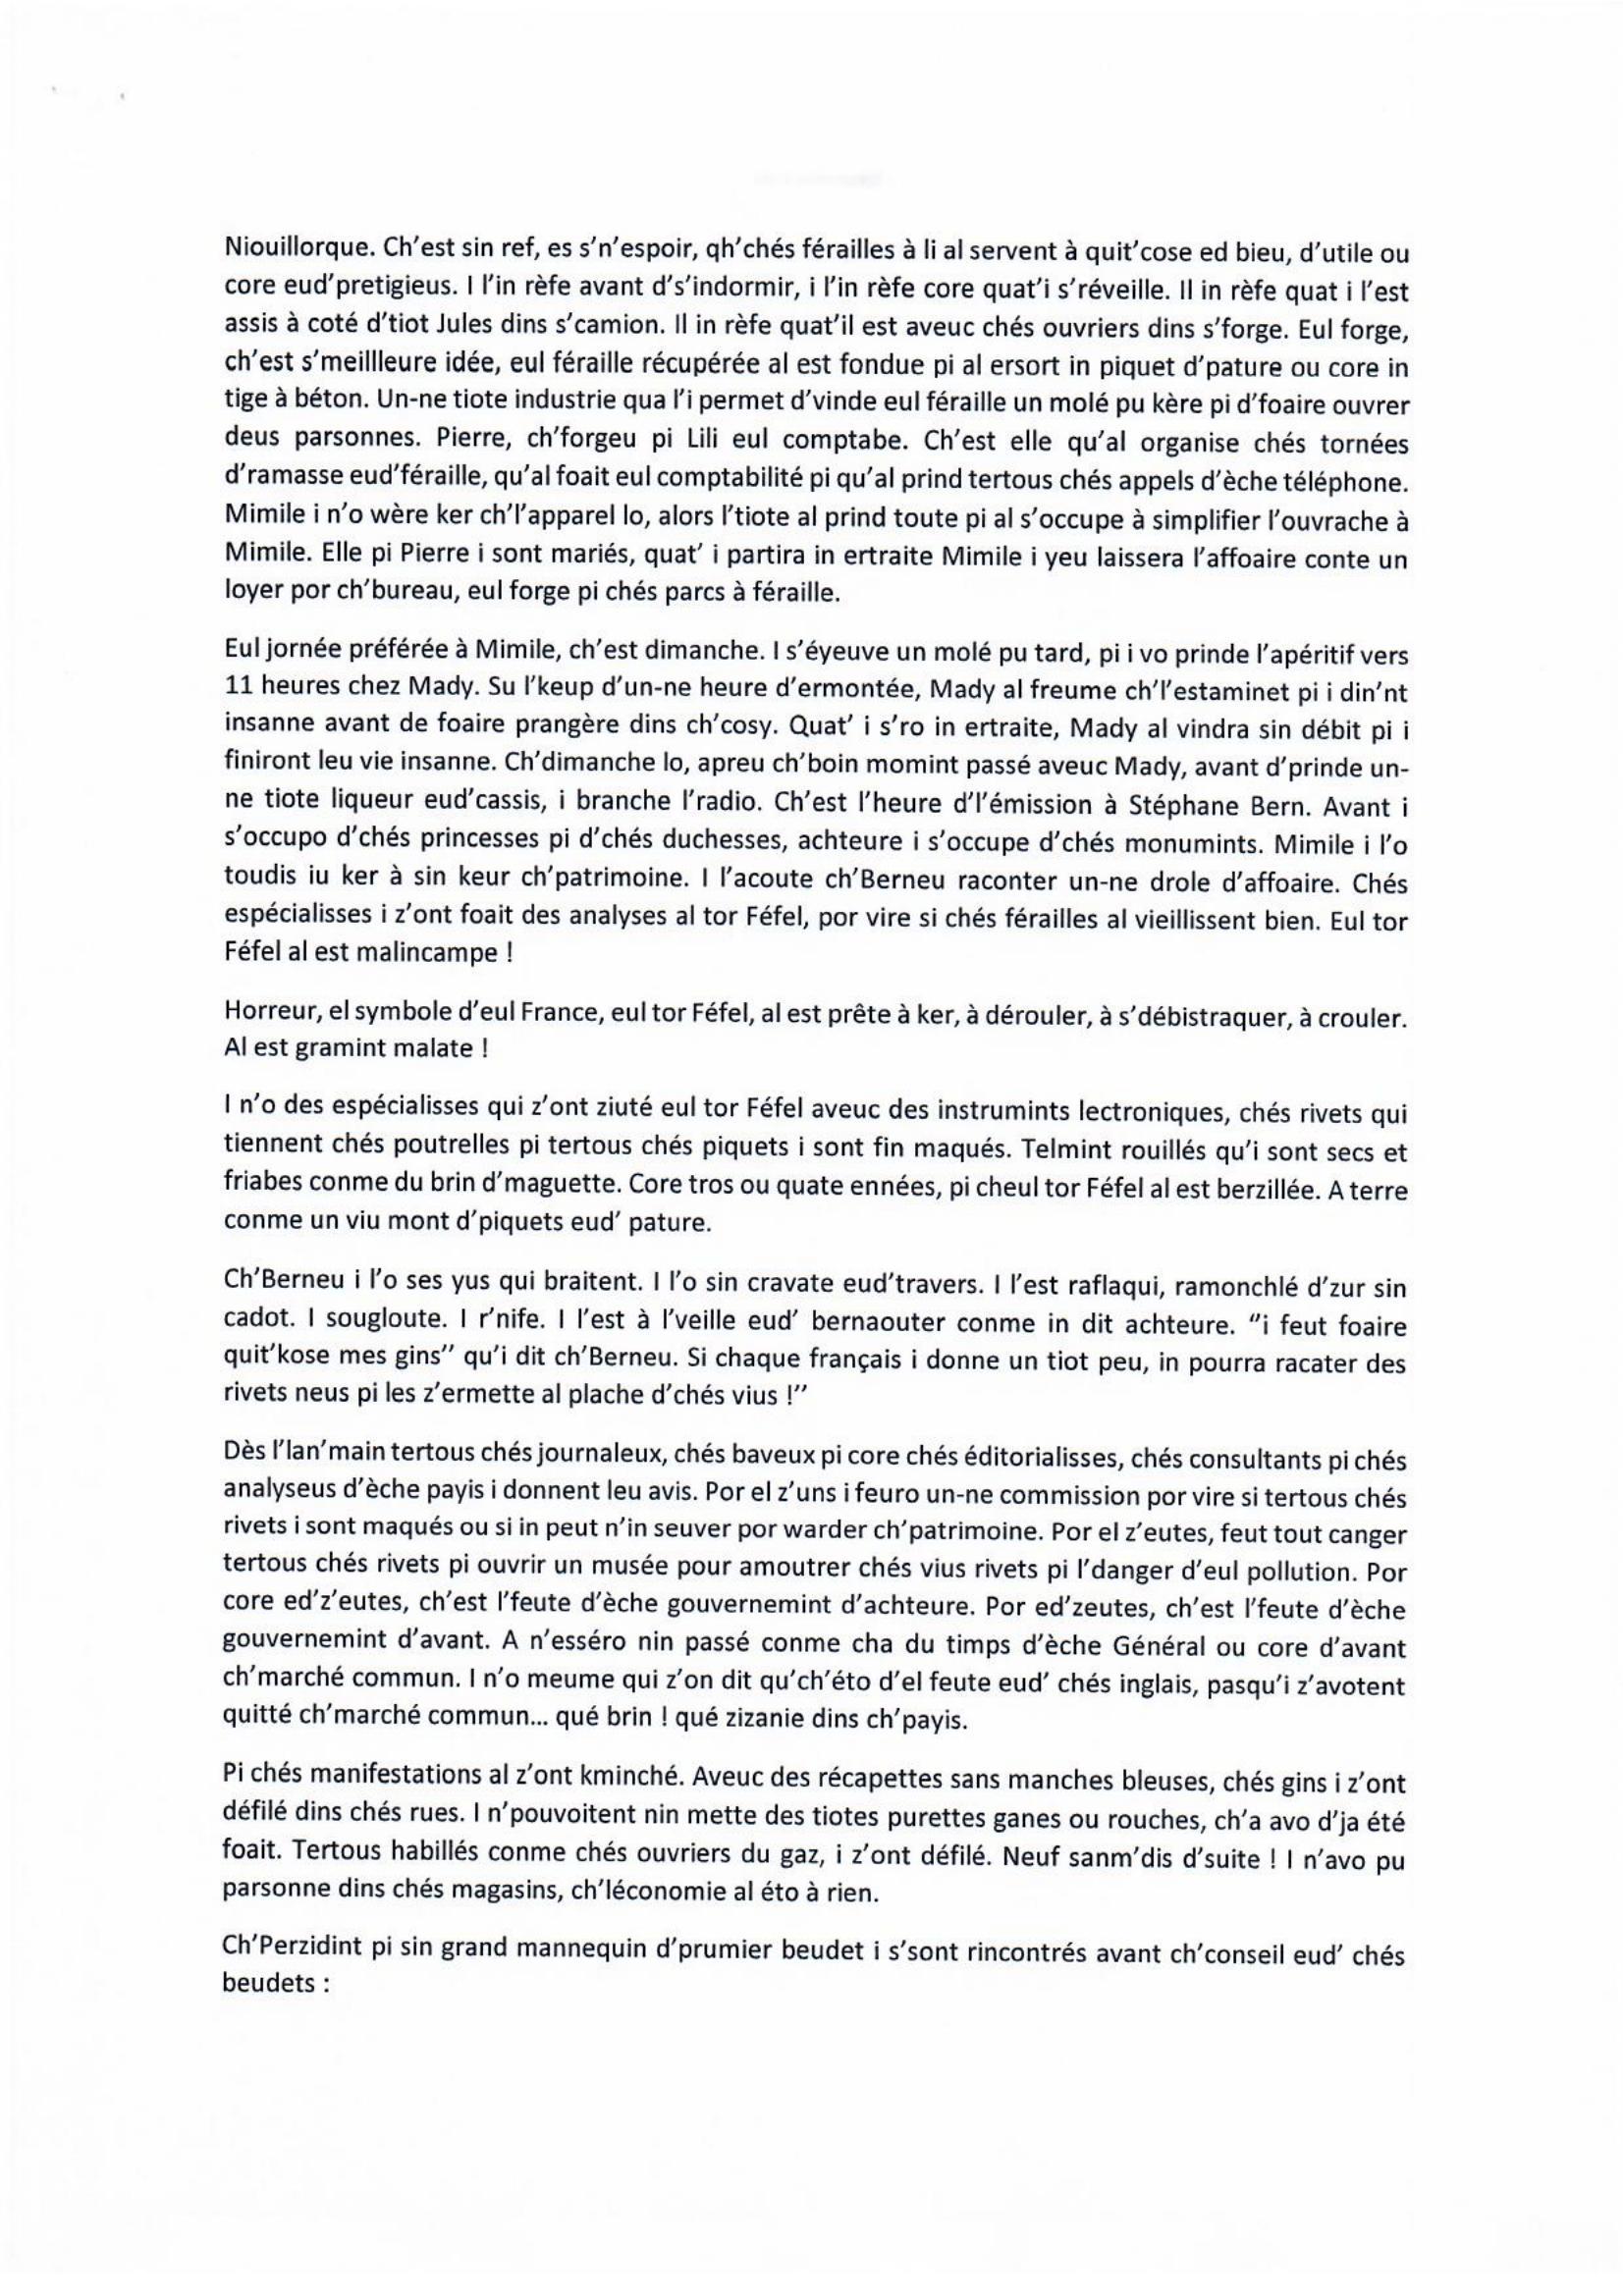 Niouillorque. Ch’est sin ref, es s’n’espoir, qh’chés férailles à li al servent à quit’cose ed bieu, d’utile ou
core eud’pretigieus. I l’in rèfe avant d’s’indormir, i l’in rèfe core quat’i s’réveille. Il in rèfe quat i l’est
assis à coté d’tiot Jules dins s’camion. Il in rèfe quat’il est aveuc chés ouvriers dins s’forge. Eul forge,
ch’est s’meillleure idée, eul féraille récupérée al est fondue pi al ersort in piquet d’pature ou core in
tige à béton. Un-ne tiote industrie qua l’i permet d’vinde eul féraille un molé pu kère pi d’foaire ouvrer
deus parsonnes. Pierre, ch’forgeu pi Lili eul comptabe. Ch’est elle qu’al organise chés tornées
d’ramasse eud’féraille, qu’al foait eul comptabilité pi qu’al prind tertous chés appels d’èche téléphone.
Mimile i n’o wère ker ch’l’apparel lo, alors l’tiote al prind toute pi al s’occupe à simplifier l’ouvrache à
Mimile. Elle pi Pierre i sont mariés, quat’ i partira in ertraite Mimile i yeu laissera l’affoaire conte un
loyer por ch’bureau, eul forge pi chés parcs à féraille.
Eul jornée préférée à Mimile, ch’est dimanche. I s’éyeuve un molé pu tard, pi i vo prinde l’apéritif vers
11 heures chez Mady. Su l’keup d’un-ne heure d’ermontée, Mady al freume ch’l’estaminet pi i din’nt
insanne avant de foaire prangère dins ch’cosy. Quat’ i s’ro in ertraite, Mady al vindra sin débit pi i
finiront leu vie insanne. Ch’dimanche lo, apreu ch’boin momint passé aveuc Mady, avant d’prinde un-
ne tiote liqueur eud’cassis, i branche l’radio. Ch’est l’heure d’l’émission à Stéphane Bern. Avant i
s’occupo d’chés princesses pi d’chés duchesses, achteure i s’occupe d’chés monumints. Mimile i l’o
toudis iu ker à sin keur ch’patrimoine. I l’acoute ch’Berneu raconter un-ne drole d’affoaire. Chés
espécialisses i z’ont foait des analyses al tor Féfel, por vire si chés férailles al vieillissent bien. Eul tor
Féfel al est malincampe !
Horreur, el symbole d’eul France, eul tor Féfel, al est prête à ker, à dérouler, à s’débistraquer, à crouler.
Al est gramint malate !
I n’o des espécialisses qui z’ont ziuté eul tor Féfel aveuc des instrumints lectroniques, chés rivets qui
tiennent chés poutrelles pi tertous chés piquets i sont fin maqués. Telmint rouillés qu’i sont secs et
friabes conme du brin d’maguette. Core tros ou quate ennées, pi cheul tor Féfel al est berzillée. A terre
conme un viu mont d’piquets eud’ pature.
Ch’Berneu i l’o ses yus qui braitent. I l’o sin cravate eud’travers. I l’est raflaqui, ramonchlé d’zur sin
cadot. I sougloute. I r’nife. I l’est à l’veille eud’ bernaouter conme in dit achteure. "i feut foaire
quit’kose mes gins" qu’i dit ch’Berneu. Si chaque français i donne un tiot peu, in pourra racater des
rivets neus pi les z’ermette al plache d’chés vius !"
Dès l’lan’main tertous chés journaleux, chés baveux pi core chés éditorialisses, chés consultants pi chés
analyseus d’èche payis i donnent leu avis. Por el z’uns i feuro un-ne commission por vire si tertous chés
rivets i sont maqués ou si in peut n’in seuver por warder ch’patrimoine. Por el z’eutes, feut tout canger
tertous chés rivets pi ouvrir un musée pour amoutrer chés vius rivets pi l’danger d’eul pollution. Por
core ed’z’eutes, ch’est l’feute d’èche gouvernemint d’achteure. Por ed’zeutes, ch’est l’feute d’èche
gouvernemint d’avant. A n’esséro nin passé conme cha du timps d’èche Général ou core d’avant
ch’marché commun. I n’o meume qui z’on dit qu’ch’éto d’el feute eud’ chés inglais, pasqu’i z’avotent
quitté ch’marché commun... qué brin ! qué zizanie dins ch’payis.
Pi chés manifestations al z’ont kminché. Aveuc des récapettes sans manches bleuses, chés gins i z’ont
défilé dins chés rues. I n’pouvoitent nin mette des tiotes purettes ganes ou rouches, ch’a avo d’ja été
foait. Tertous habillés conme chés ouvriers du gaz, i z’ont défilé. Neuf sanm’dis d’suite ! I n’avo pu
parsonne dins chés magasins, ch’léconomie al éto à rien.
Ch’Perzidint pi sin grand mannequin d’prumier beudet i s’sont rincontrés avant ch’conseil eud’ chés
beudets :